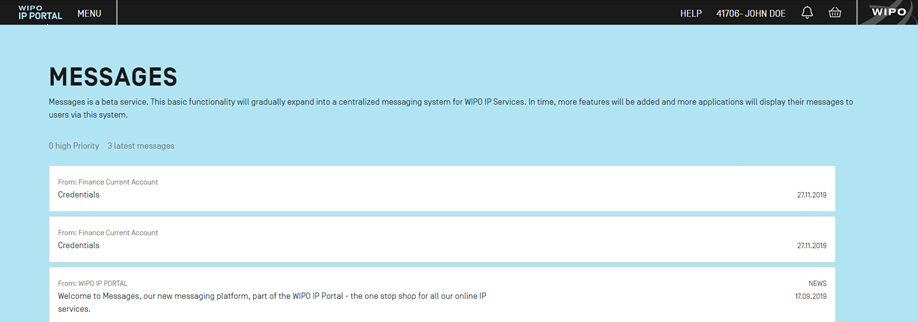 WIPO
IP PORTAL
MENU
HELP
41706- JOHN DOE
WIPO
MESSAGES
Messages is a beta service. This basic functionality will gradually expand into a centralized messaging system for WIPO IP Services. In time, more features will be added and more applications will display their messages to
users via this system.
0 high Priority 3 latest messages
From: Finance Current Account
Credentials 27.11.2019
From: Finance Current Account
Credentials 27.11.2019
From: WIPO IP PORTAL NEWS
Welcome to Messages, our new messaging platform, part of the WIPO IP Portal - the one stop shop for all our online IP 17.09.2019
services.